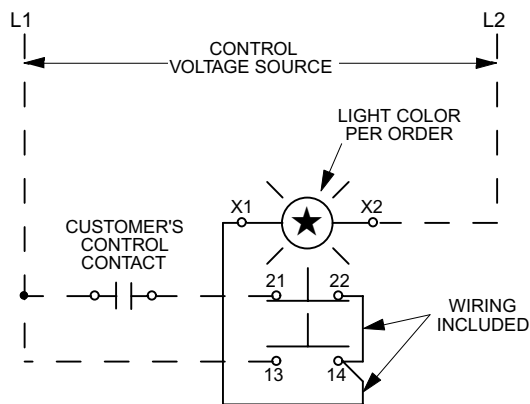 L1
L2
CONTROL
VOLTAGE SOURCE
LIGHT COLOR
PER ORDER
X1
X2
CUSTOMER'S
CONTROL
CONTACT
21
22
WIRING
INCLUDED
13
14